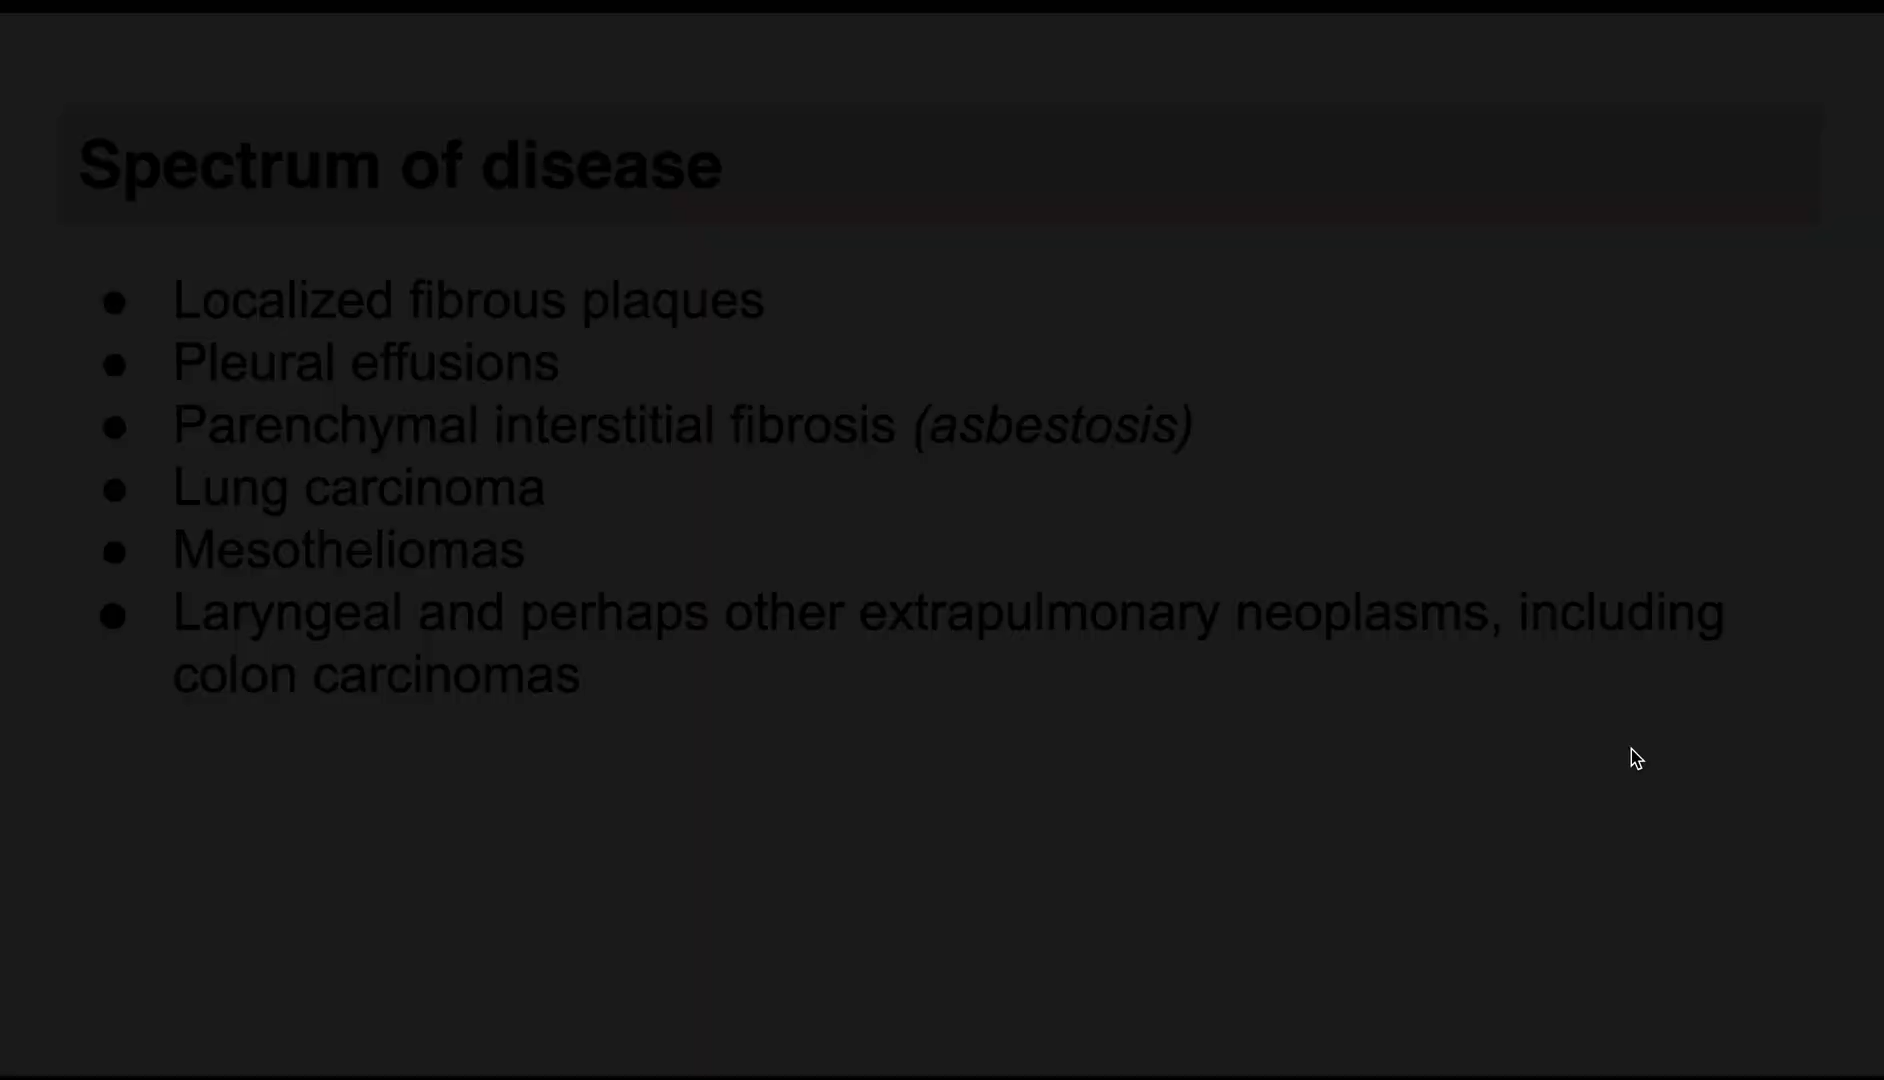 Spectrum of disease
● Localized fibrous plaques
● Pleural effusions
● Parenchymal interstitial fibrosis (asbestosis)
● Lung carcinoma
● Mesotheliomas
● Laryngeal and perhaps other extrapulmonary neoplasms, including
colon carcinomas